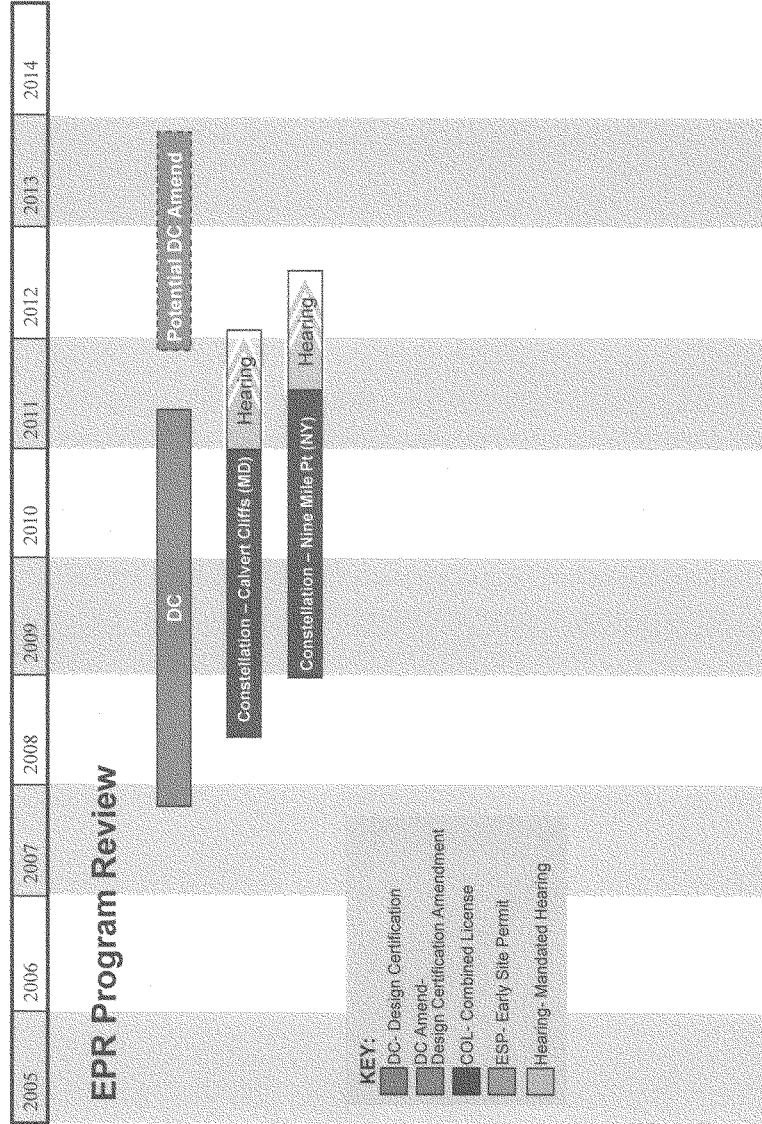 2005 2006 2007 2008 2009 2010 2011 2012 2013 2014
EPR Program Review
DC
Potential DC Amend
Constellation – Calvert Cliffs (MD)
Hearing
Constellation – Nine Mile Pt (NY)
Hearing
KEY:
DC- Design Certification
DC Amend-
Design Certification Amendment
COL- Combined License
ESP- Early Site Permit
Hearing- Mandated Hearing